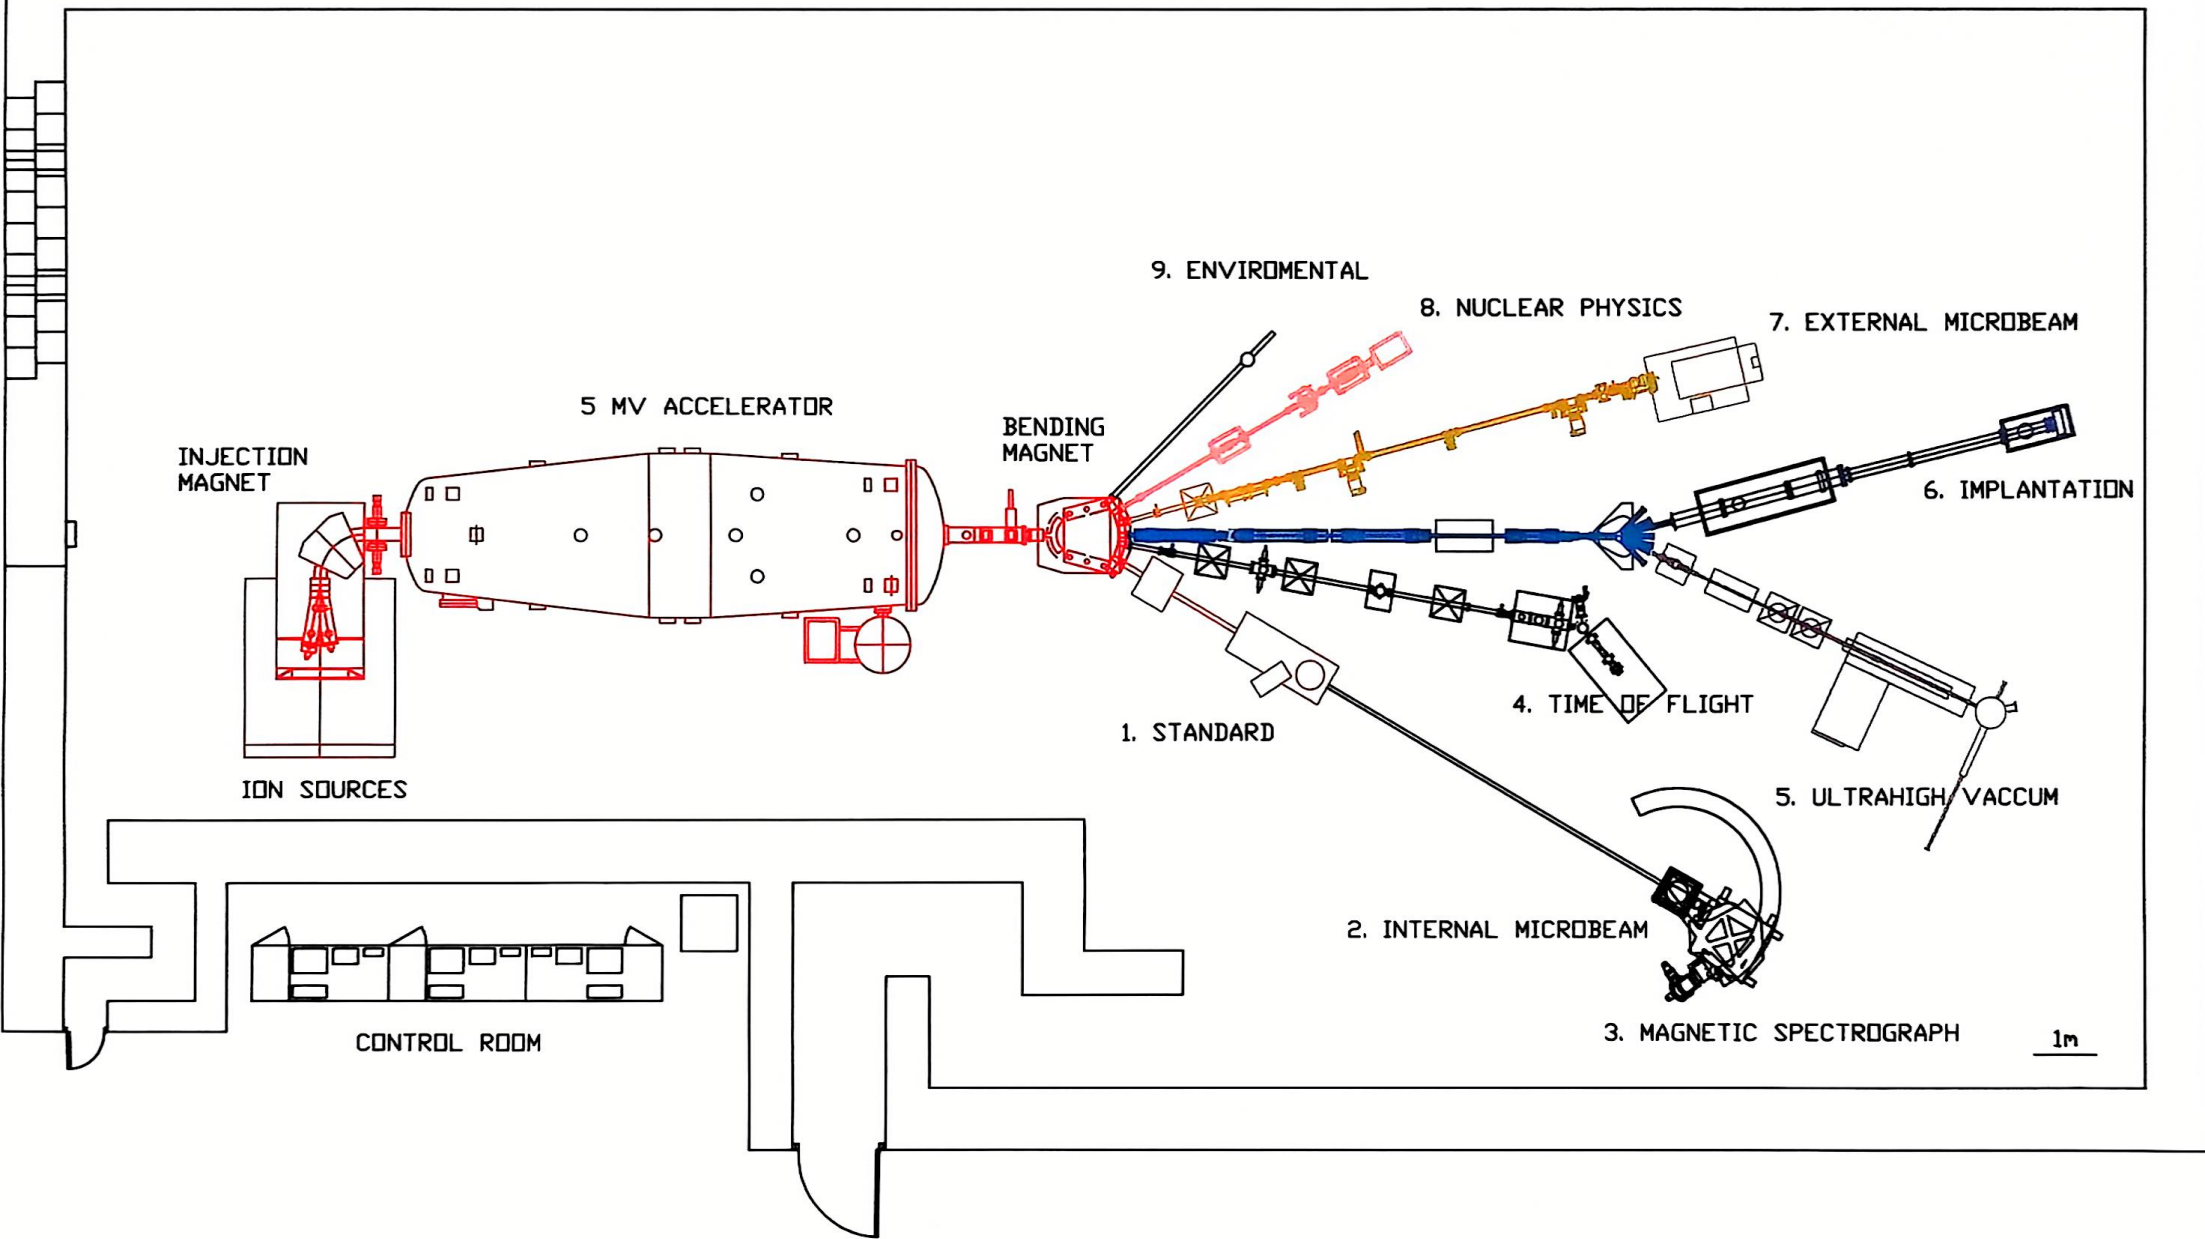 9. ENVIROMENTAL
8. NUCLEAR PHYSICS
7. EXTERNAL MICROBEAM
5 MV ACCELERATOR
BENDING
MAGNET
INJECTION
MAGNET
6. IMPLANTATION
4. TIME OF FLIGHT
1. STANDARD
ION SOURCES
5. ULTRAHIGH VACCUM
2. INTERNAL MICROBEAM
3. MAGNETIC SPECTROGRAPH
1m
CONTROL ROOM